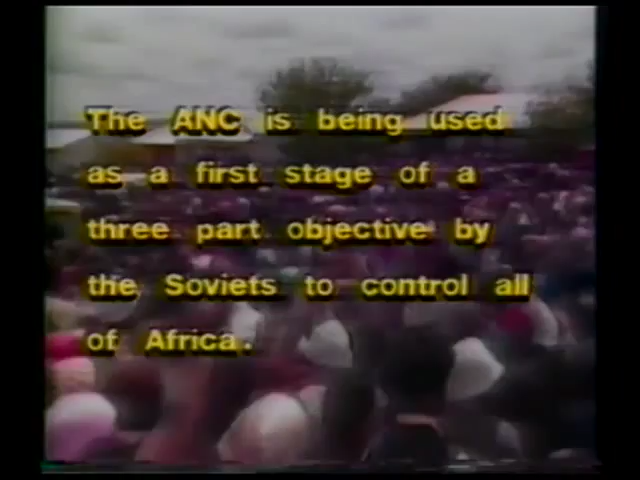 The ANC is being used
as a first stage of a
three part objective by
the Soviets to control all
of Africa.